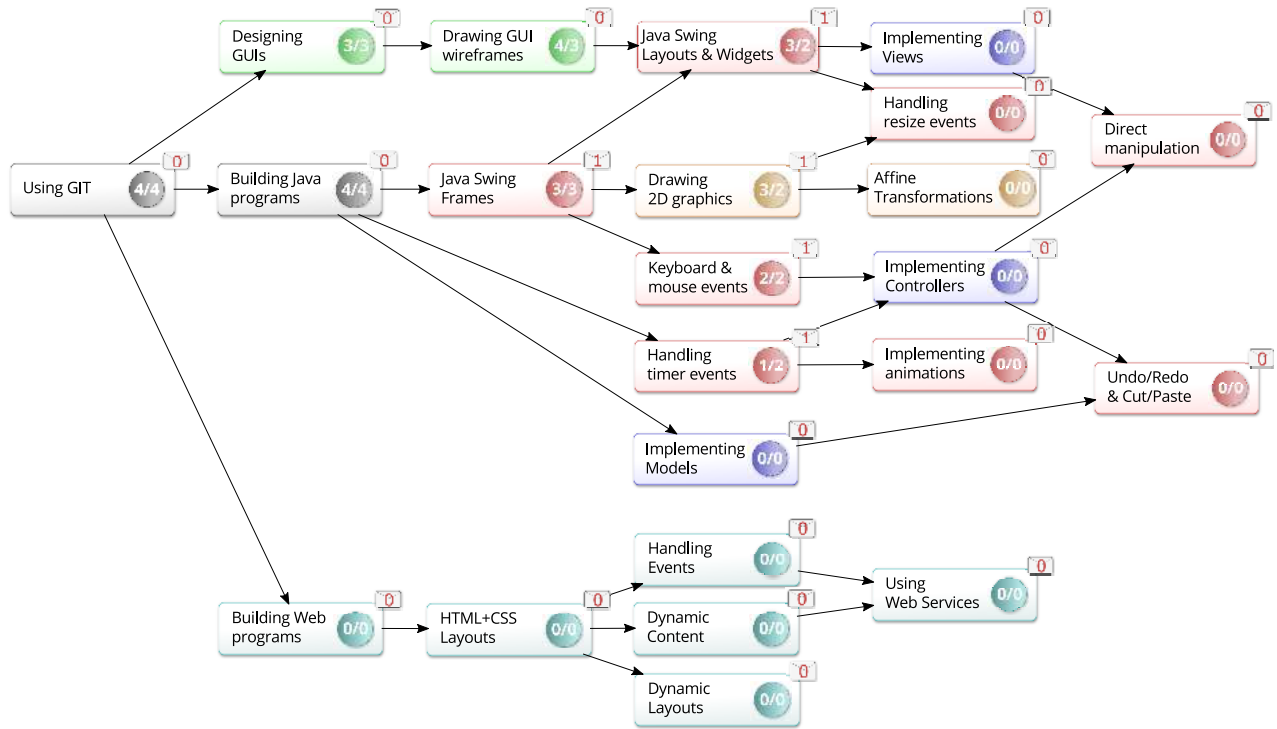 0
Designing
GUIs
3/3
0
Drawing GUI
wireframes
4/3
1
Java Swing
Layouts & Widgets
3/2
0
Implementing
Views
0/0
0
Handling
resize events
0/0
0
Direct
manipulation
0/0
0
Using GIT
4/4
0
Building Java
programs
4/4
1
Java Swing
Frames
3/3
1
Drawing
2D graphics
3/2
0
Affine
Transformations
0/0
1
Keyboard &
mouse events
2/2
0
Implementing
Controllers
0/0
1
Handling
timer events
1/2
0
Implementing
animations
0/0
0
Undo/Redo
& Cut/Paste
0/0
0
Implementing
Models
0/0
0
Handling
Events
0/0
0
Using
Web Services
0/0
0
Building Web
programs
0/0
0
HTML+CSS
Layouts
0/0
0
Dynamic
Content
0/0
0
Dynamic
Layouts
0/0